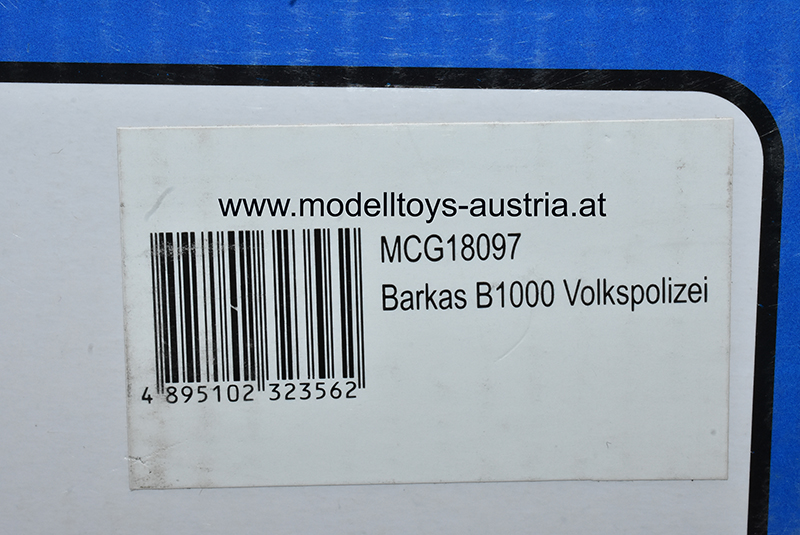 www.modelltoys-austria.at
MCG18097
Barkas B1000 Volkspolizei
4 895102 323562